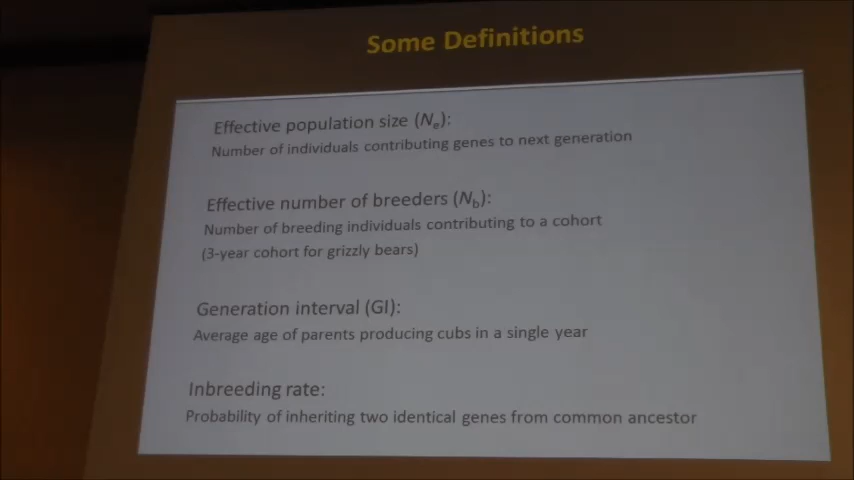 Some Definitions
Effective population size (Ne):
Number of individuals contributing genes to next generation
Effective number of breeders (Nb):
Number of breeding individuals contributing to a cohort
(3-year cohort for grizzly bears)
Generation interval (GI):
Average age of parents producing cubs in a single year
Inbreeding rate:
Probability of inheriting two identical genes from common ancestor